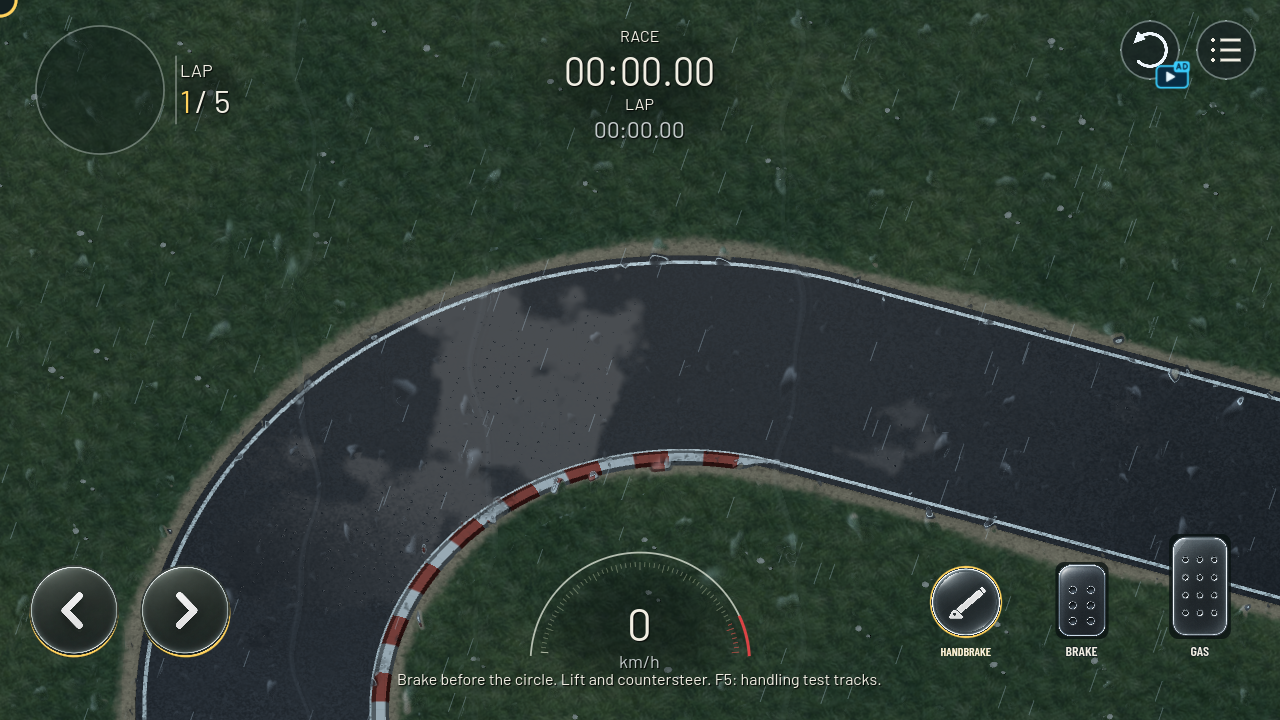 LAP
1/ 5
RACE
00:00.00
LAP
00:00.00
AD
0
km/h
HANDBRAKE
BRAKE
GAS
Brake before the circle. Lift and countersteer. F5: handling test tracks.